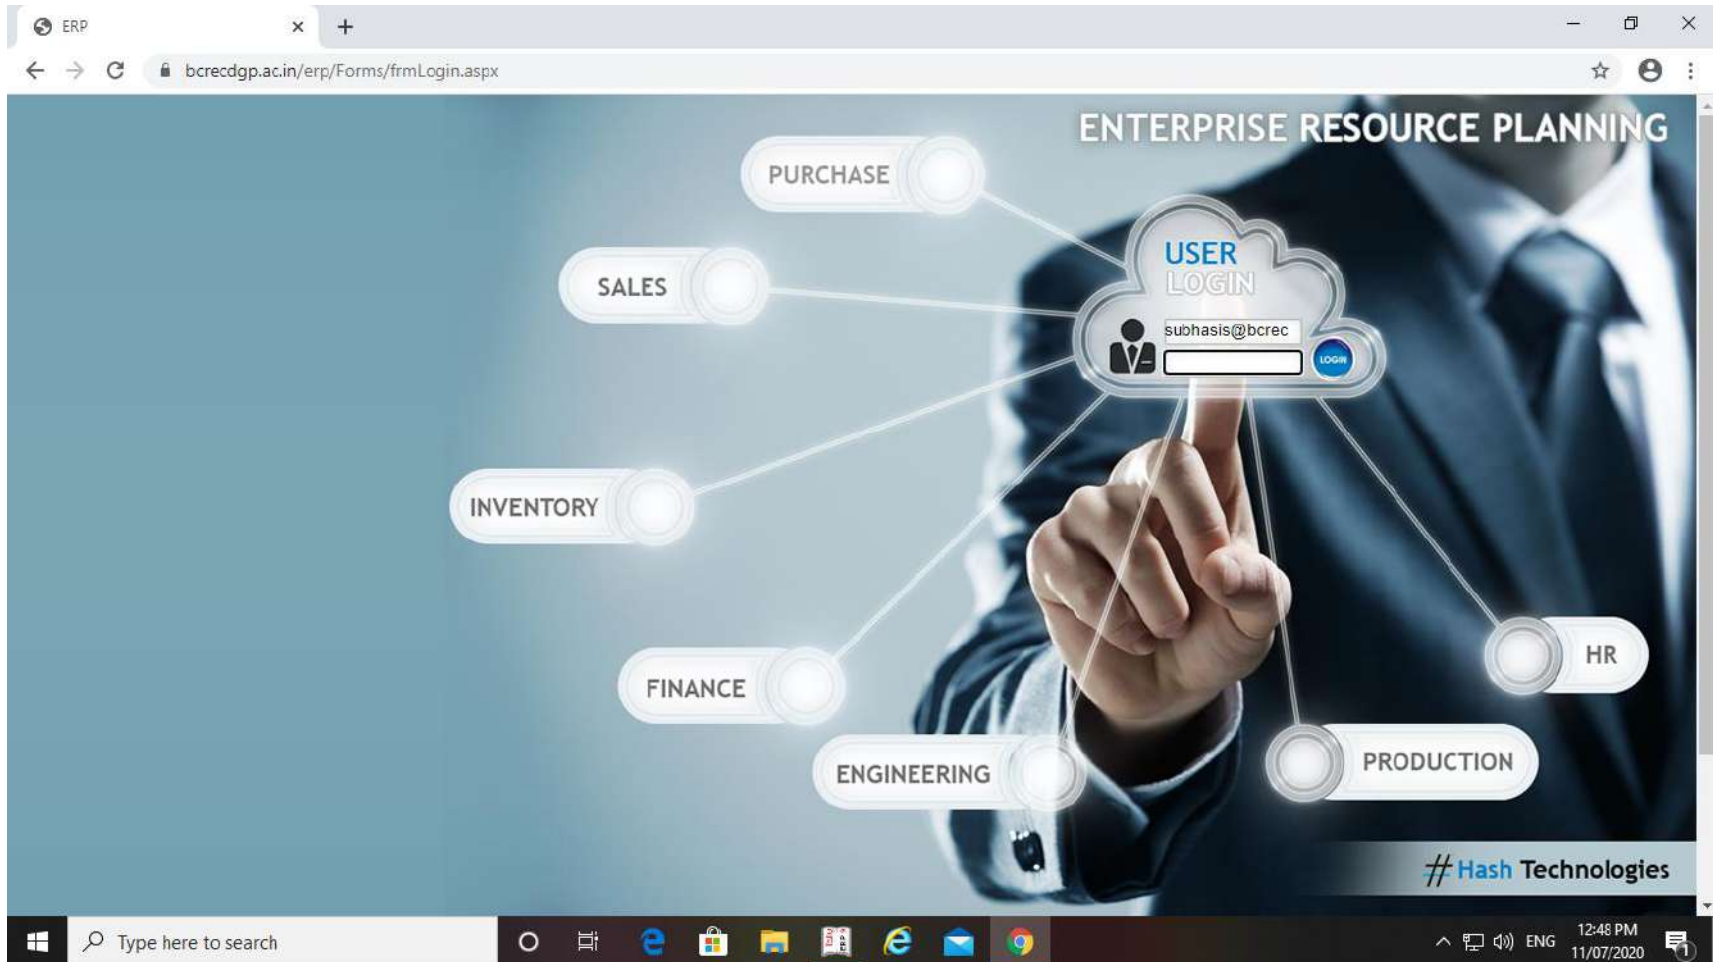 ERP
bcrecdgp.ac.in/erp/Forms/frmLogin.aspx
ENTERPRISE RESOURCE PLANNING
PURCHASE
USER
LOGIN
SALES
subhasis@bcrec
LOGIN
INVENTORY
HR
FINANCE
PRODUCTION
ENGINEERING
#Hash Technologies
Type here to search
ENG
12:48 PM
11/07/2020
1